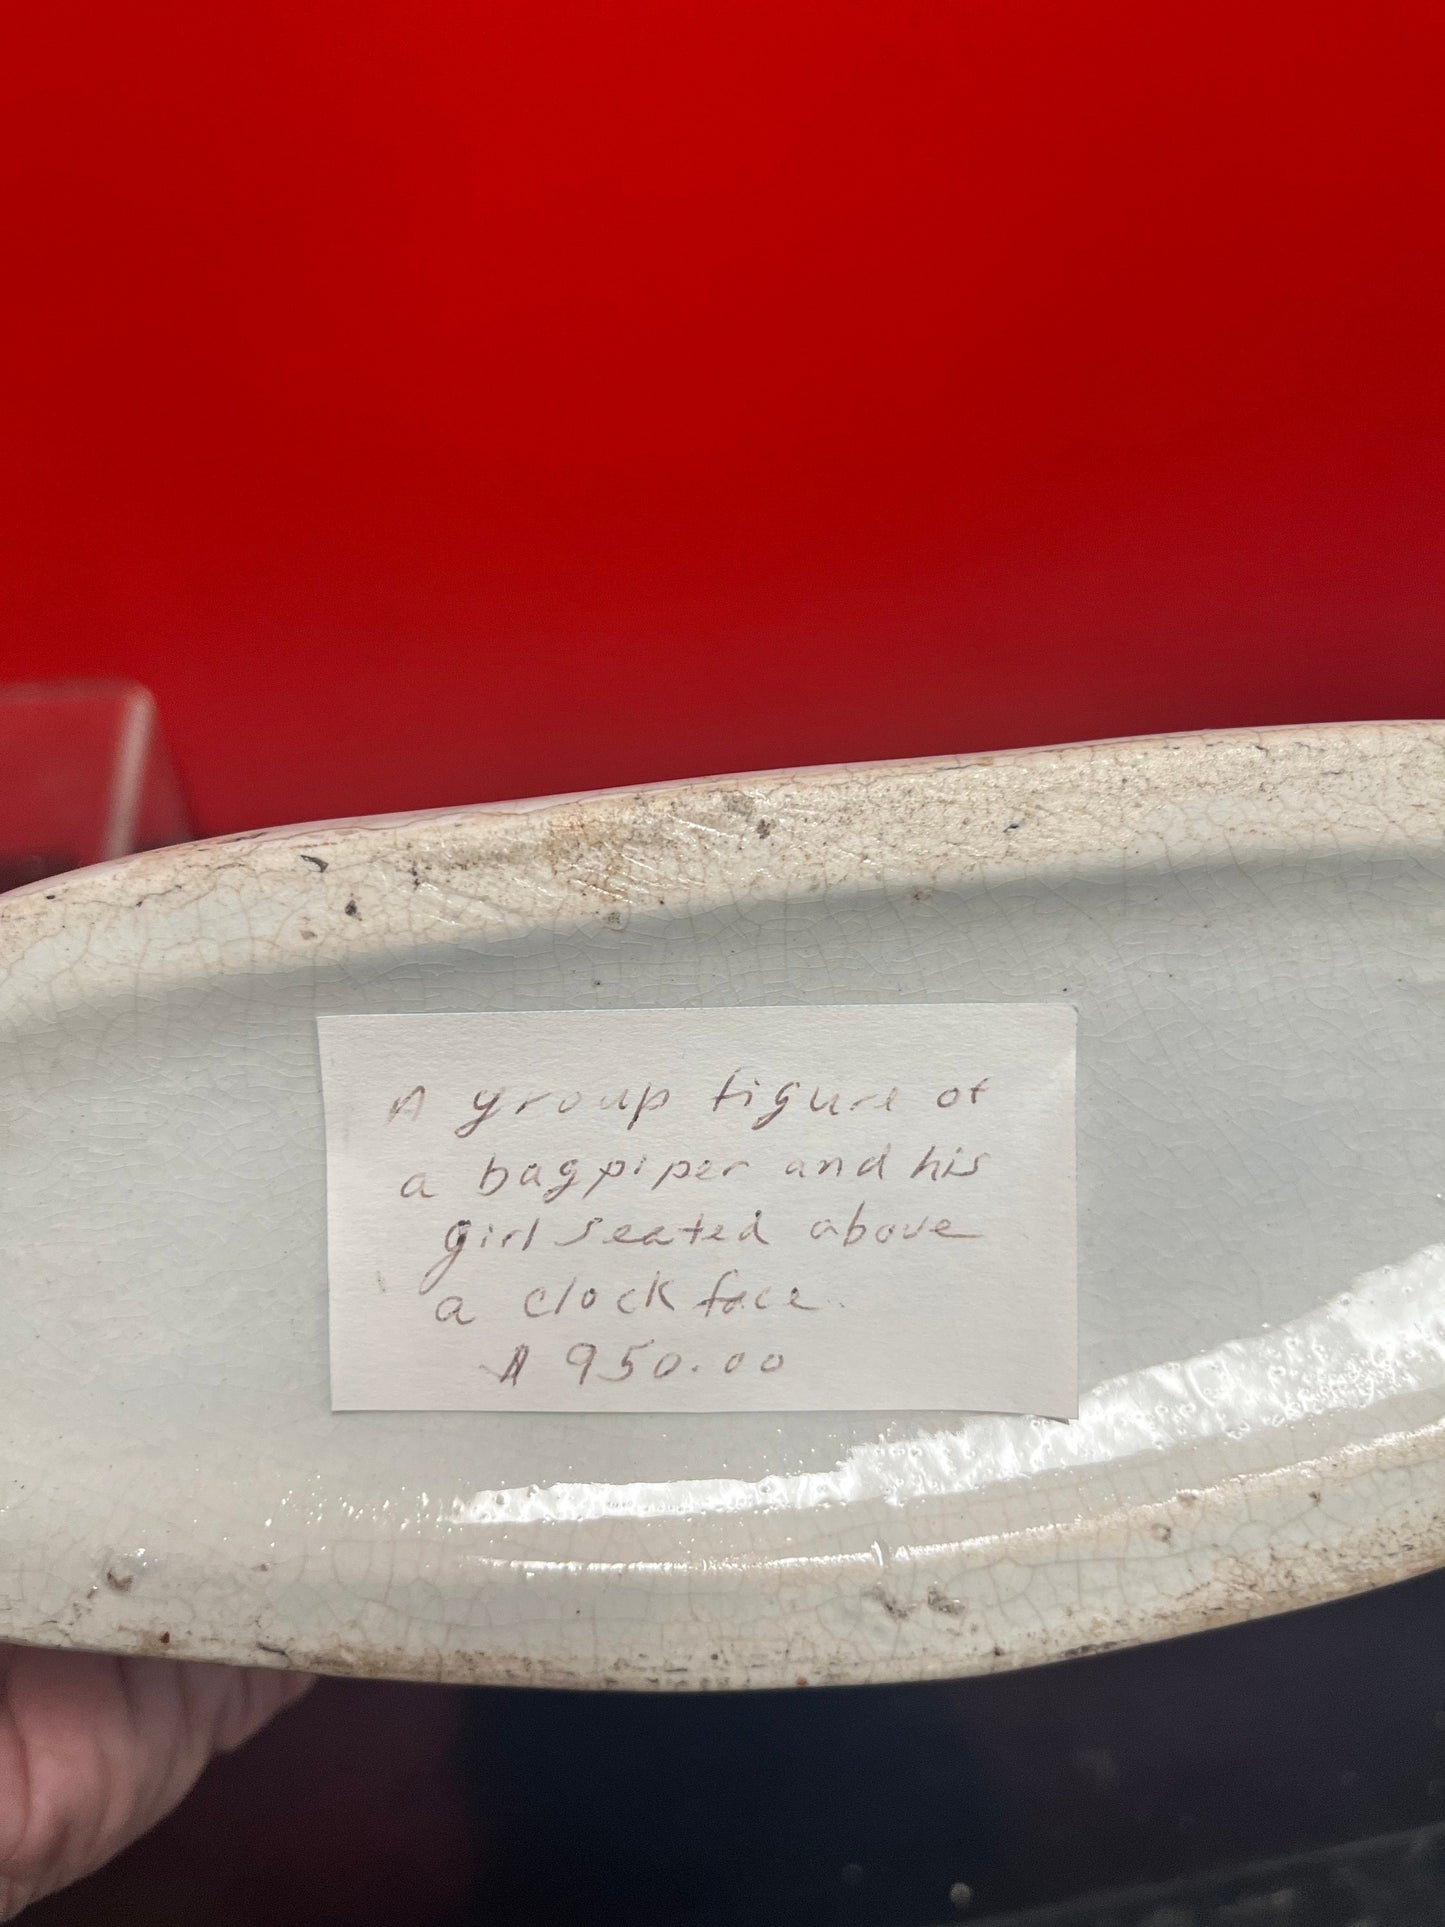 A group figure of
a bagpiper and his
girl seated above
a clock face.
A 950.00